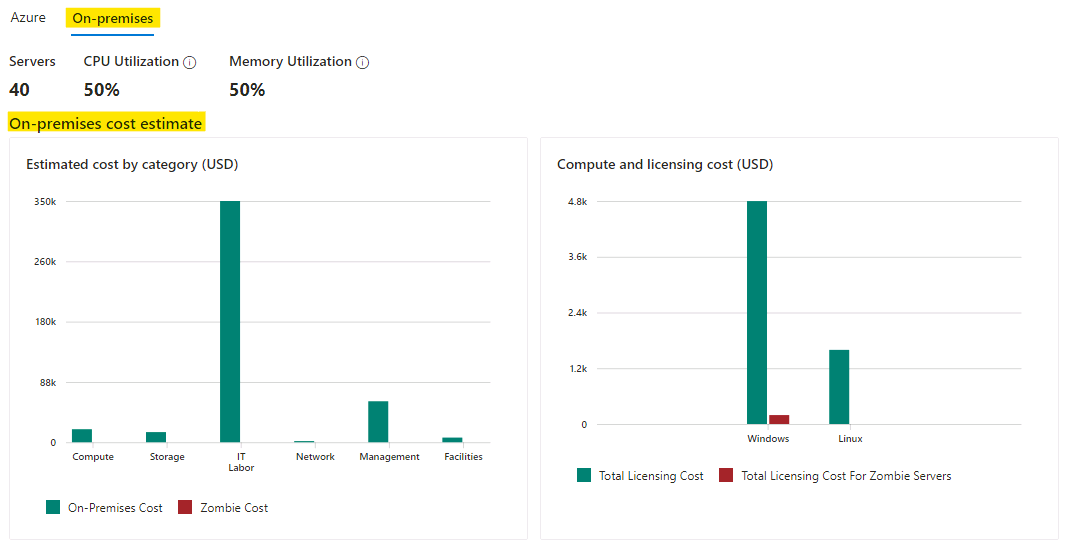 Azure On-premises
Servers CPU Utilization Memory Utilization
40 50% 50%
On-premises cost estimate
Estimated cost by category (USD)
350k
260k
180k
88k
0
Compute Storage IT Labor Network Management Facilities
On-Premises Cost Zombie Cost
Compute and licensing cost (USD)
4.8k
3.6k
2.4k
1.2k
0
Windows Linux
Total Licensing Cost Total Licensing Cost For Zombie Servers